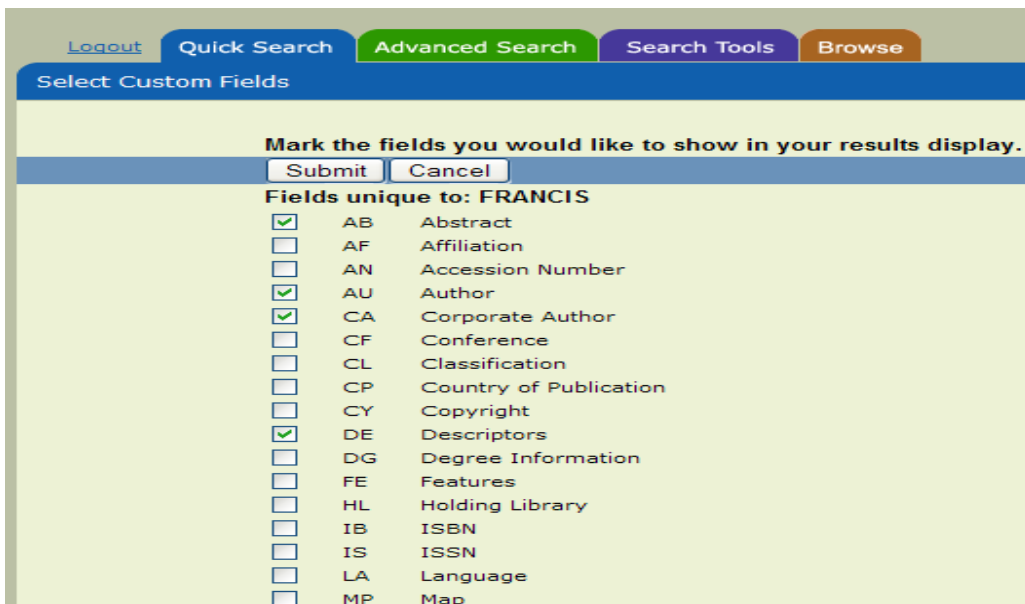 Logout Quick Search Advanced Search Search Tools Browse
Select Custom Fields
Mark the fields you would like to show in your results display.
Submit Cancel
Fields unique to: FRANCIS
AB Abstract
AF Affiliation
AN Accession Number
AU Author
CA Corporate Author
CF Conference
CL Classification
CP Country of Publication
CY Copyright
DE Descriptors
DG Degree Information
FE Features
HL Holding Library
IB ISBN
IS ISSN
LA Language
MP Map